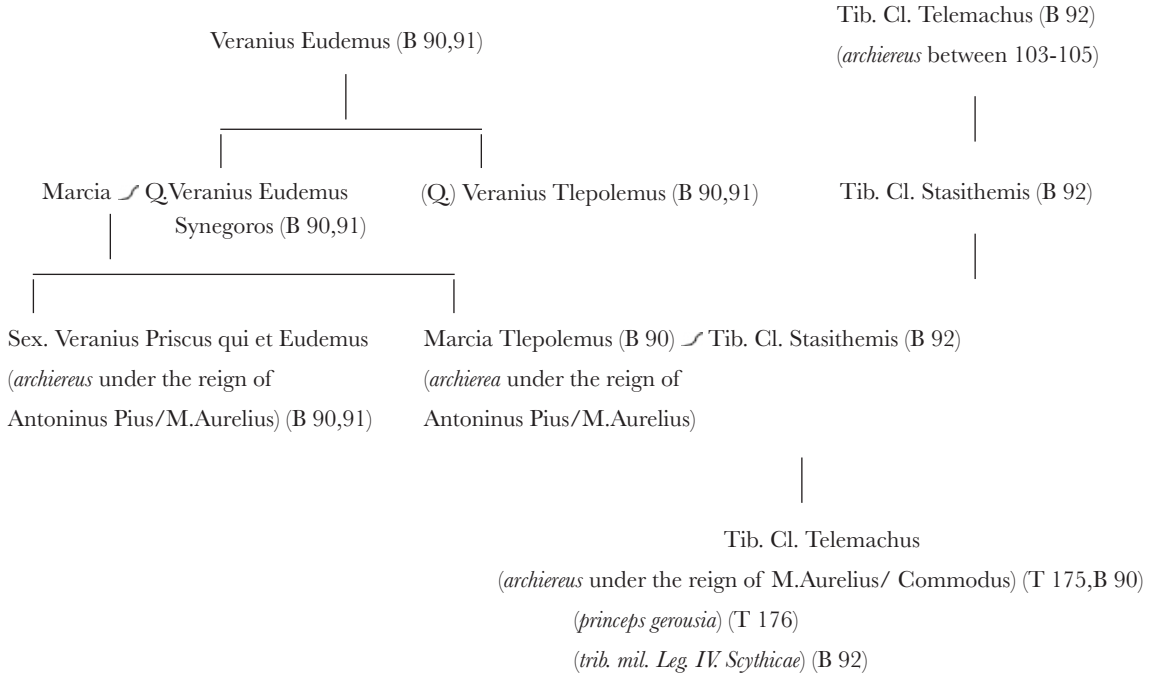 Tib. Cl. Telemachus (B 92)
Veranius Eudemus (B 90,91)
(archiereus between 103-105)
Marcia Q.Veranius Eudemus
Synegoros (B 90,91)
(Q.) Veranius Tlepolemus (B 90,91)
Tib. Cl. Stasithemis (B 92)
Sex. Veranius Priscus qui et Eudemus
(archiereus under the reign of
Antoninus Pius/M.Aurelius) (B 90,91)
Marcia Tlepolemus (B 90) Tib. Cl. Stasithemis (B 92)
(archierea under the reign of
Antoninus Pius/M.Aurelius)
Tib. Cl. Telemachus
(archiereus under the reign of M.Aurelius/ Commodus) (T 175,B 90)
(princeps gerousia) (T 176)
(trib. mil. Leg. IV. Scythicae) (B 92)